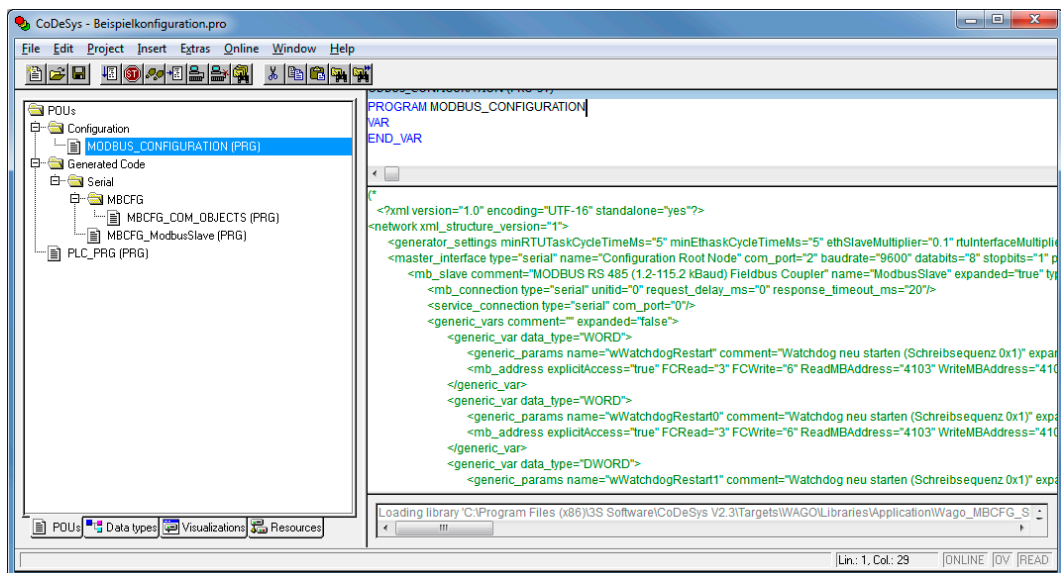 CoDeSys - Beispielkonfiguration.pro
File Edit Project Insert Extras Online Window Help
POUs
Configuration
MODBUS_CONFIGURATION (PRG)
Generated Code
Serial
MBCFG
MBCFG_COM_OBJECTS (PRG)
MBCFG_ModbusSlave (PRG)
PLC_PRG (PRG)
POUs Data types Visualizations Resources
PROGRAM MODBUS_CONFIGURATION
VAR
END_VAR
(*
<?xml version="1.0" encoding="UTF-16" standalone="yes"?>
<network xml_structure_version="1">
<generator_settings minRTUTaskCycleTimeMs="5" minEthaskCycleTimeMs="5" ethSlaveMultiplier="0.1" rtuInterfaceMultiplie
<master_interface type="serial" name="Configuration Root Node" com_port="2" baudrate="9600" databits="8" stopbits="1" p
<mb_slave comment="MODBUS RS 485 (1.2-115.2 kBaud) Fieldbus Coupler" name="ModbusSlave" expanded="true" typ
<mb_connection type="serial" unitid="0" request_delay_ms="0" response_timeout_ms="20"/>
<service_connection type="serial" com_port="0"/>
<generic_vars comment="" expanded="false">
<generic_var data_type="WORD">
<generic_params name="wWatchdogRestart" comment="Watchdog neu starten (Schreibsequenz 0x1)" expan
<mb_address explicitAccess="true" FCRead="3" FCWrite="6" ReadMBAddress="4103" WriteMBAddress="410
</generic_var>
<generic_var data_type="WORD">
<generic_params name="wWatchdogRestart0" comment="Watchdog neu starten (Schreibsequenz 0x1)" expa
<mb_address explicitAccess="true" FCRead="3" FCWrite="6" ReadMBAddress="4103" WriteMBAddress="410
</generic_var>
<generic_var data_type="DWORD">
<generic_params name="wWatchdogRestart1" comment="Watchdog neu starten (Schreibsequenz 0x1)" expa
Loading library 'C:\Program Files (x86)\3S Software\CoDeSys V2.3\Targets\WAGO\Libraries\Application\Wago_MBCFG_S
Lin.: 1, Col.: 29 ONLINE OV READ